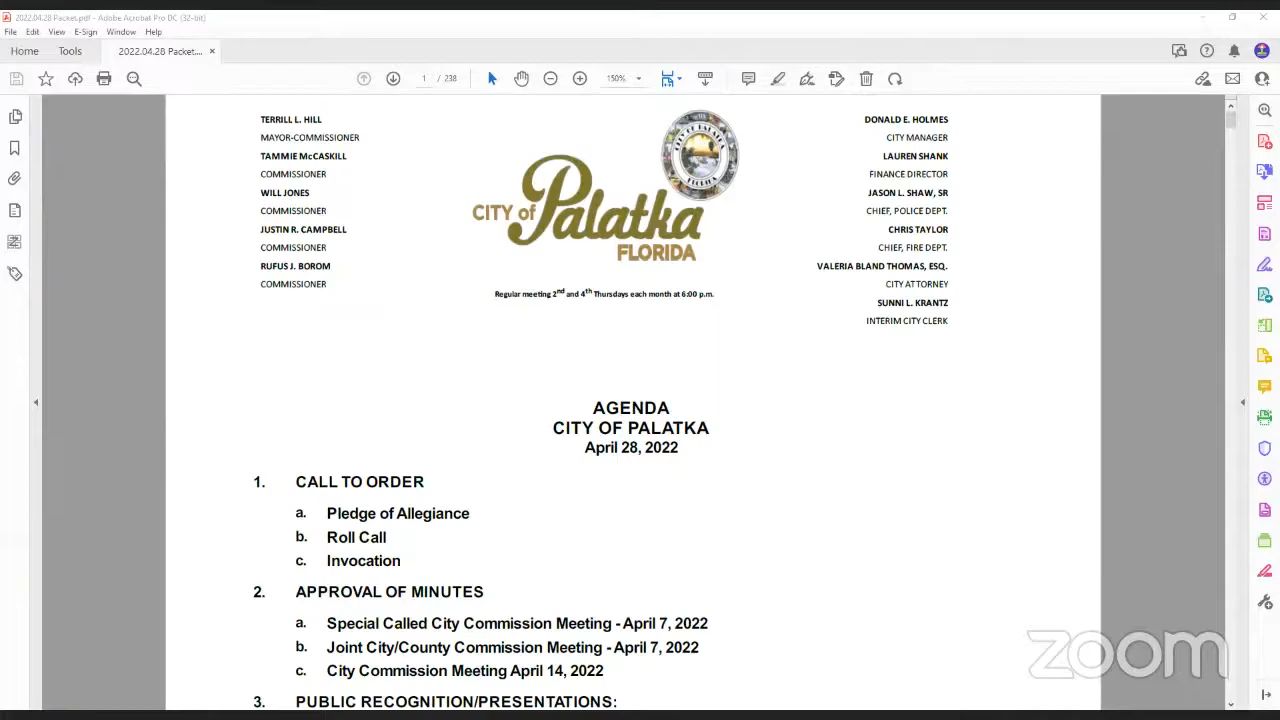 2022.04.28 Packet.pdf - Adobe Acrobat Pro DC (32-bit)
File Edit View E-Sign Window Help
Home Tools 2022.04.28 Packet.... ×
1 / 238 150%
TERRILL L. HILL
MAYOR-COMMISSIONER
TAMMIE McCASKILL
COMMISSIONER
WILL JONES
COMMISSIONER
JUSTIN R. CAMPBELL
COMMISSIONER
RUFUS J. BOROM
COMMISSIONER
CITY OF PALATKA
FLORIDA
CITY of Palatka
FLORIDA
Regular meeting 2nd and 4th Thursdays each month at 6:00 p.m.
DONALD E. HOLMES
CITY MANAGER
LAUREN SHANK
FINANCE DIRECTOR
JASON L. SHAW, SR
CHIEF, POLICE DEPT.
CHRIS TAYLOR
CHIEF, FIRE DEPT.
VALERIA BLAND THOMAS, ESQ.
CITY ATTORNEY
SUNNI L. KRANTZ
INTERIM CITY CLERK
AGENDA
CITY OF PALATKA
April 28, 2022
1. CALL TO ORDER
a. Pledge of Allegiance
b. Roll Call
c. Invocation
2. APPROVAL OF MINUTES
a. Special Called City Commission Meeting - April 7, 2022
b. Joint City/County Commission Meeting - April 7, 2022
c. City Commission Meeting April 14, 2022
3. PUBLIC RECOGNITION/PRESENTATIONS:
zoom